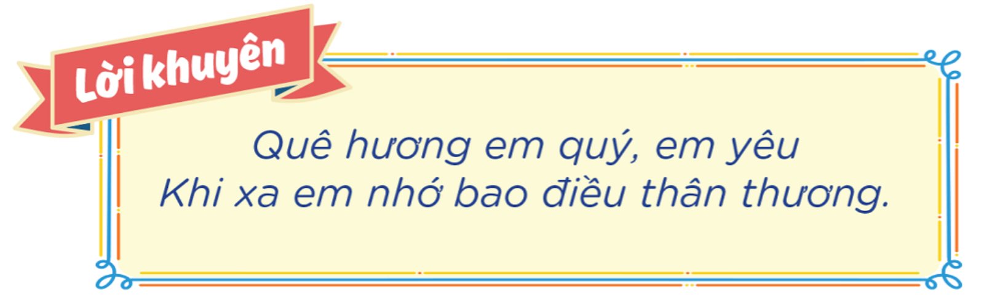 Lời khuyên
Quê hương em quý, em yêu
Khi xa em nhớ bao điều thân thương.